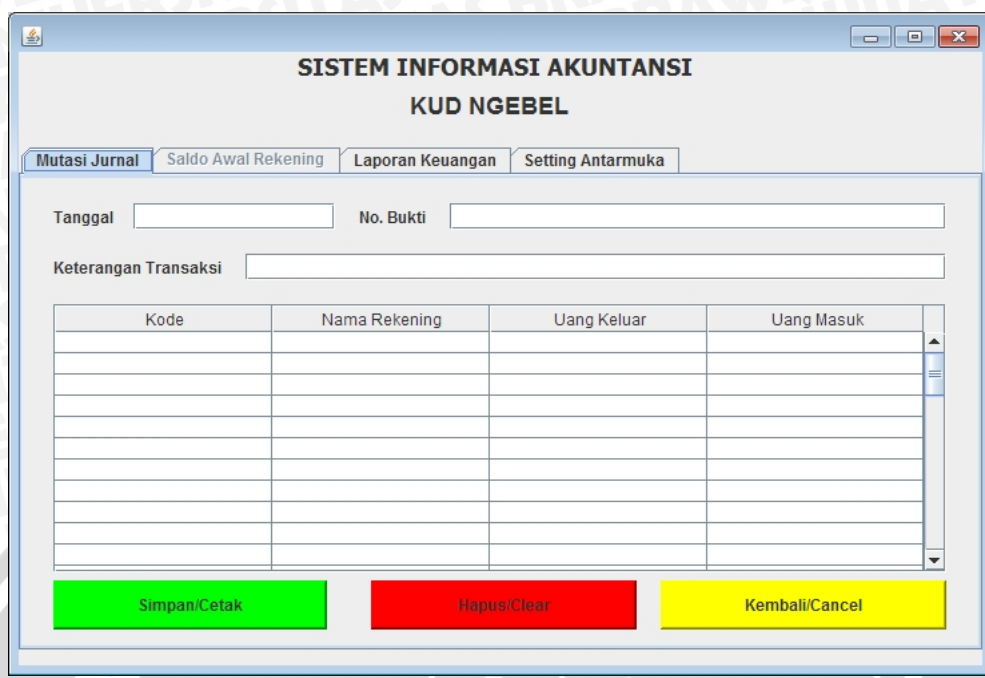 SISTEM INFORMASI AKUNTANSI
KUD NGEBEL
Mutasi Jurnal Saldo Awal Rekening Laporan Keuangan Setting Antarmuka
Tanggal No. Bukti
Keterangan Transaksi
Kode Nama Rekening Uang Keluar Uang Masuk
Simpan/Cetak Hapus/Clear Kembali/Cancel